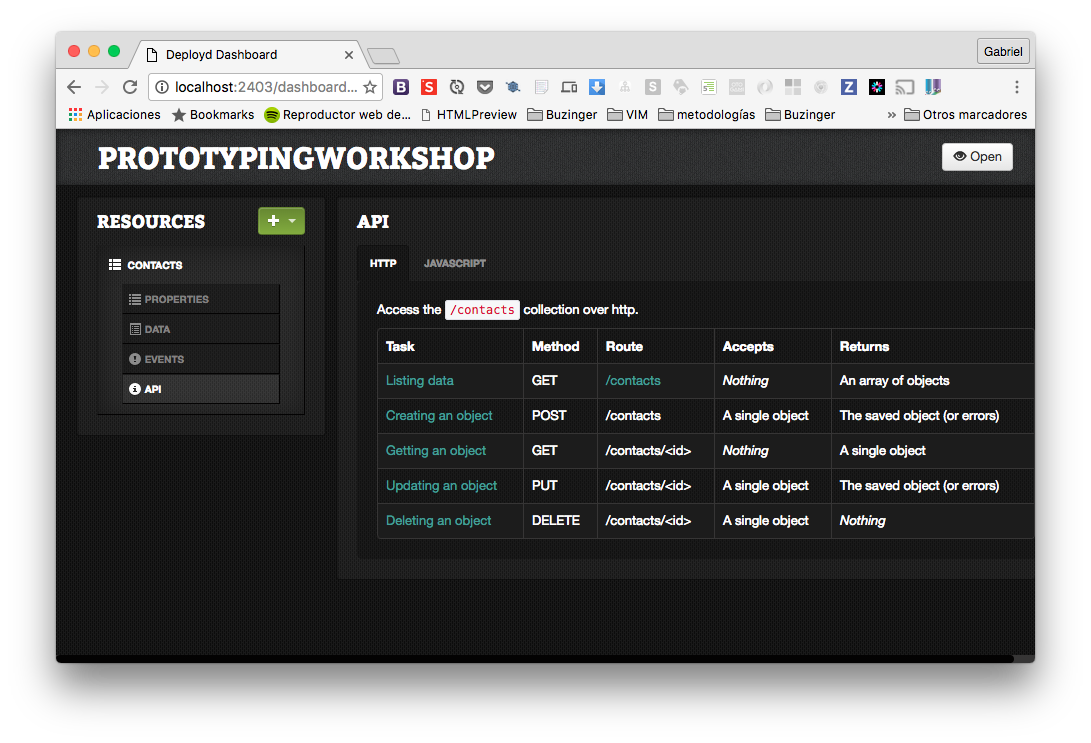 Deployd Dashboard
Gabriel
localhost:2403/dashboard...
Aplicaciones Bookmarks Reproductor web de... HTMLPreview Buzinger VIM metodologías Buzinger » Otros marcadores
PROTOTYPINGWORKSHOP
Open
RESOURCES
CONTACTS
PROPERTIES
DATA
EVENTS
API
API
HTTP JAVASCRIPT
Access the /contacts collection over http.
Task Method Route Accepts Returns
Listing data GET /contacts Nothing An array of objects
Creating an object POST /contacts A single object The saved object (or errors)
Getting an object GET /contacts/<id> Nothing A single object
Updating an object PUT /contacts/<id> A single object The saved object (or errors)
Deleting an object DELETE /contacts/<id> A single object Nothing